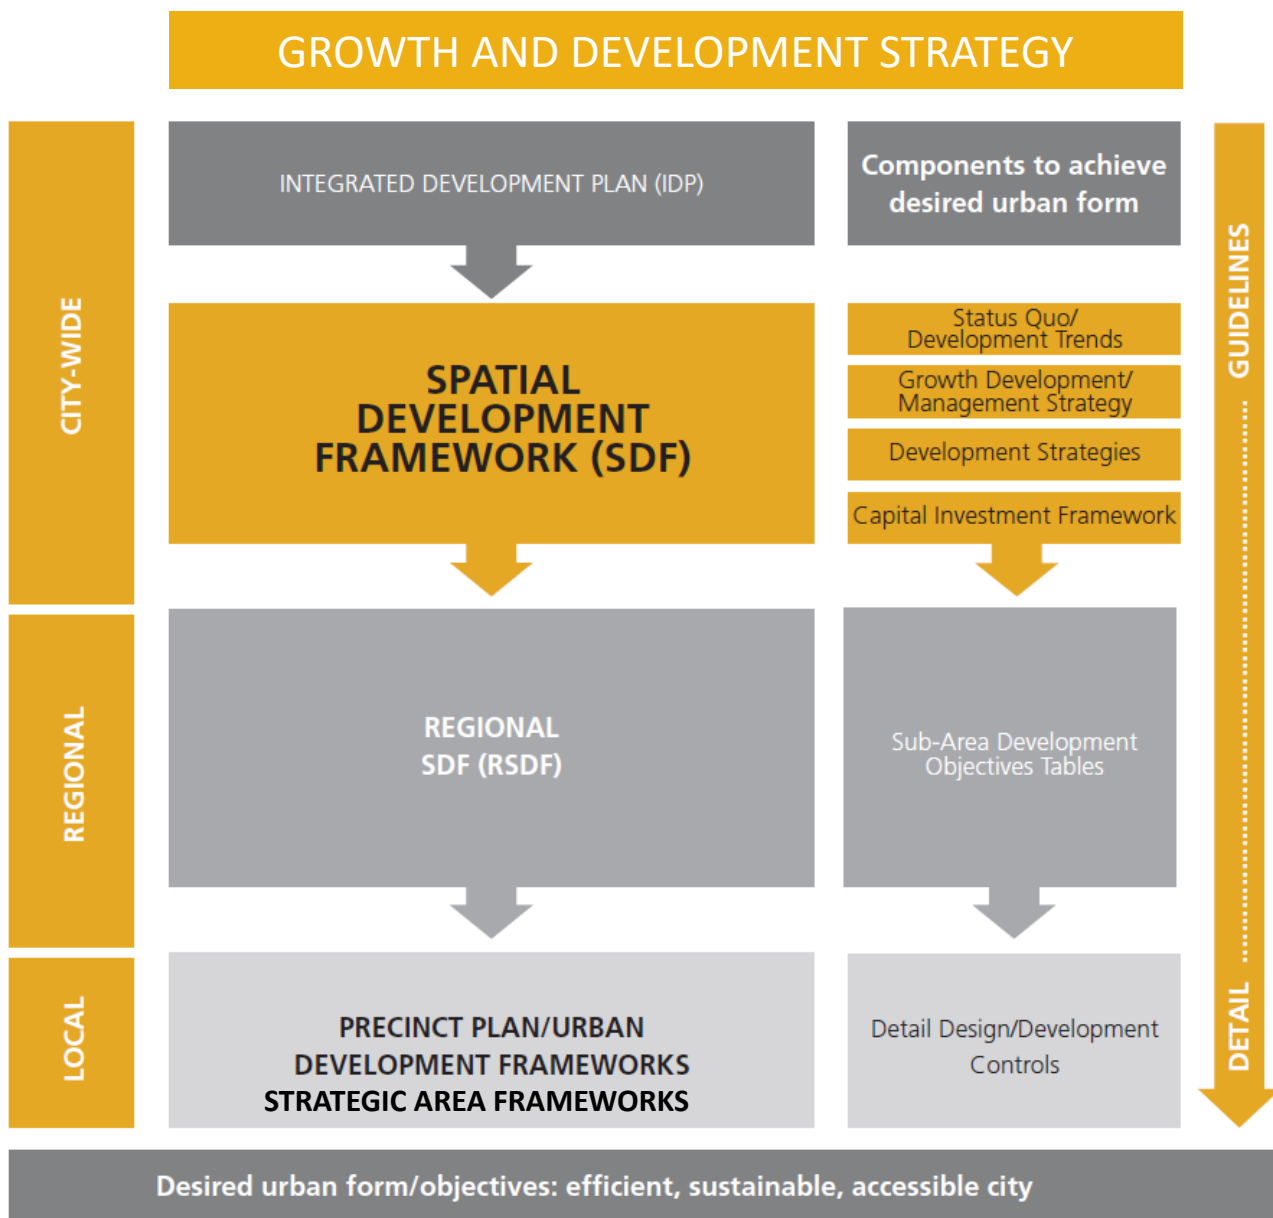 GROWTH AND DEVELOPMENT STRATEGY
CITY-WIDE
INTEGRATED DEVELOPMENT PLAN (IDP)
Components to achieve
desired urban form
GUIDELINES
SPATIAL
DEVELOPMENT
FRAMEWORK (SDF)
Status Quo/
Development Trends
Growth Development/
Management Strategy
Development Strategies
Capital Investment Framework
REGIONAL
REGIONAL
SDF (RSDF)
Sub-Area Development
Objectives Tables
LOCAL
PRECINCT PLAN/URBAN
DEVELOPMENT FRAMEWORKS
STRATEGIC AREA FRAMEWORKS
Detail Design/Development
Controls
DETAIL
Desired urban form/objectives: efficient, sustainable, accessible city